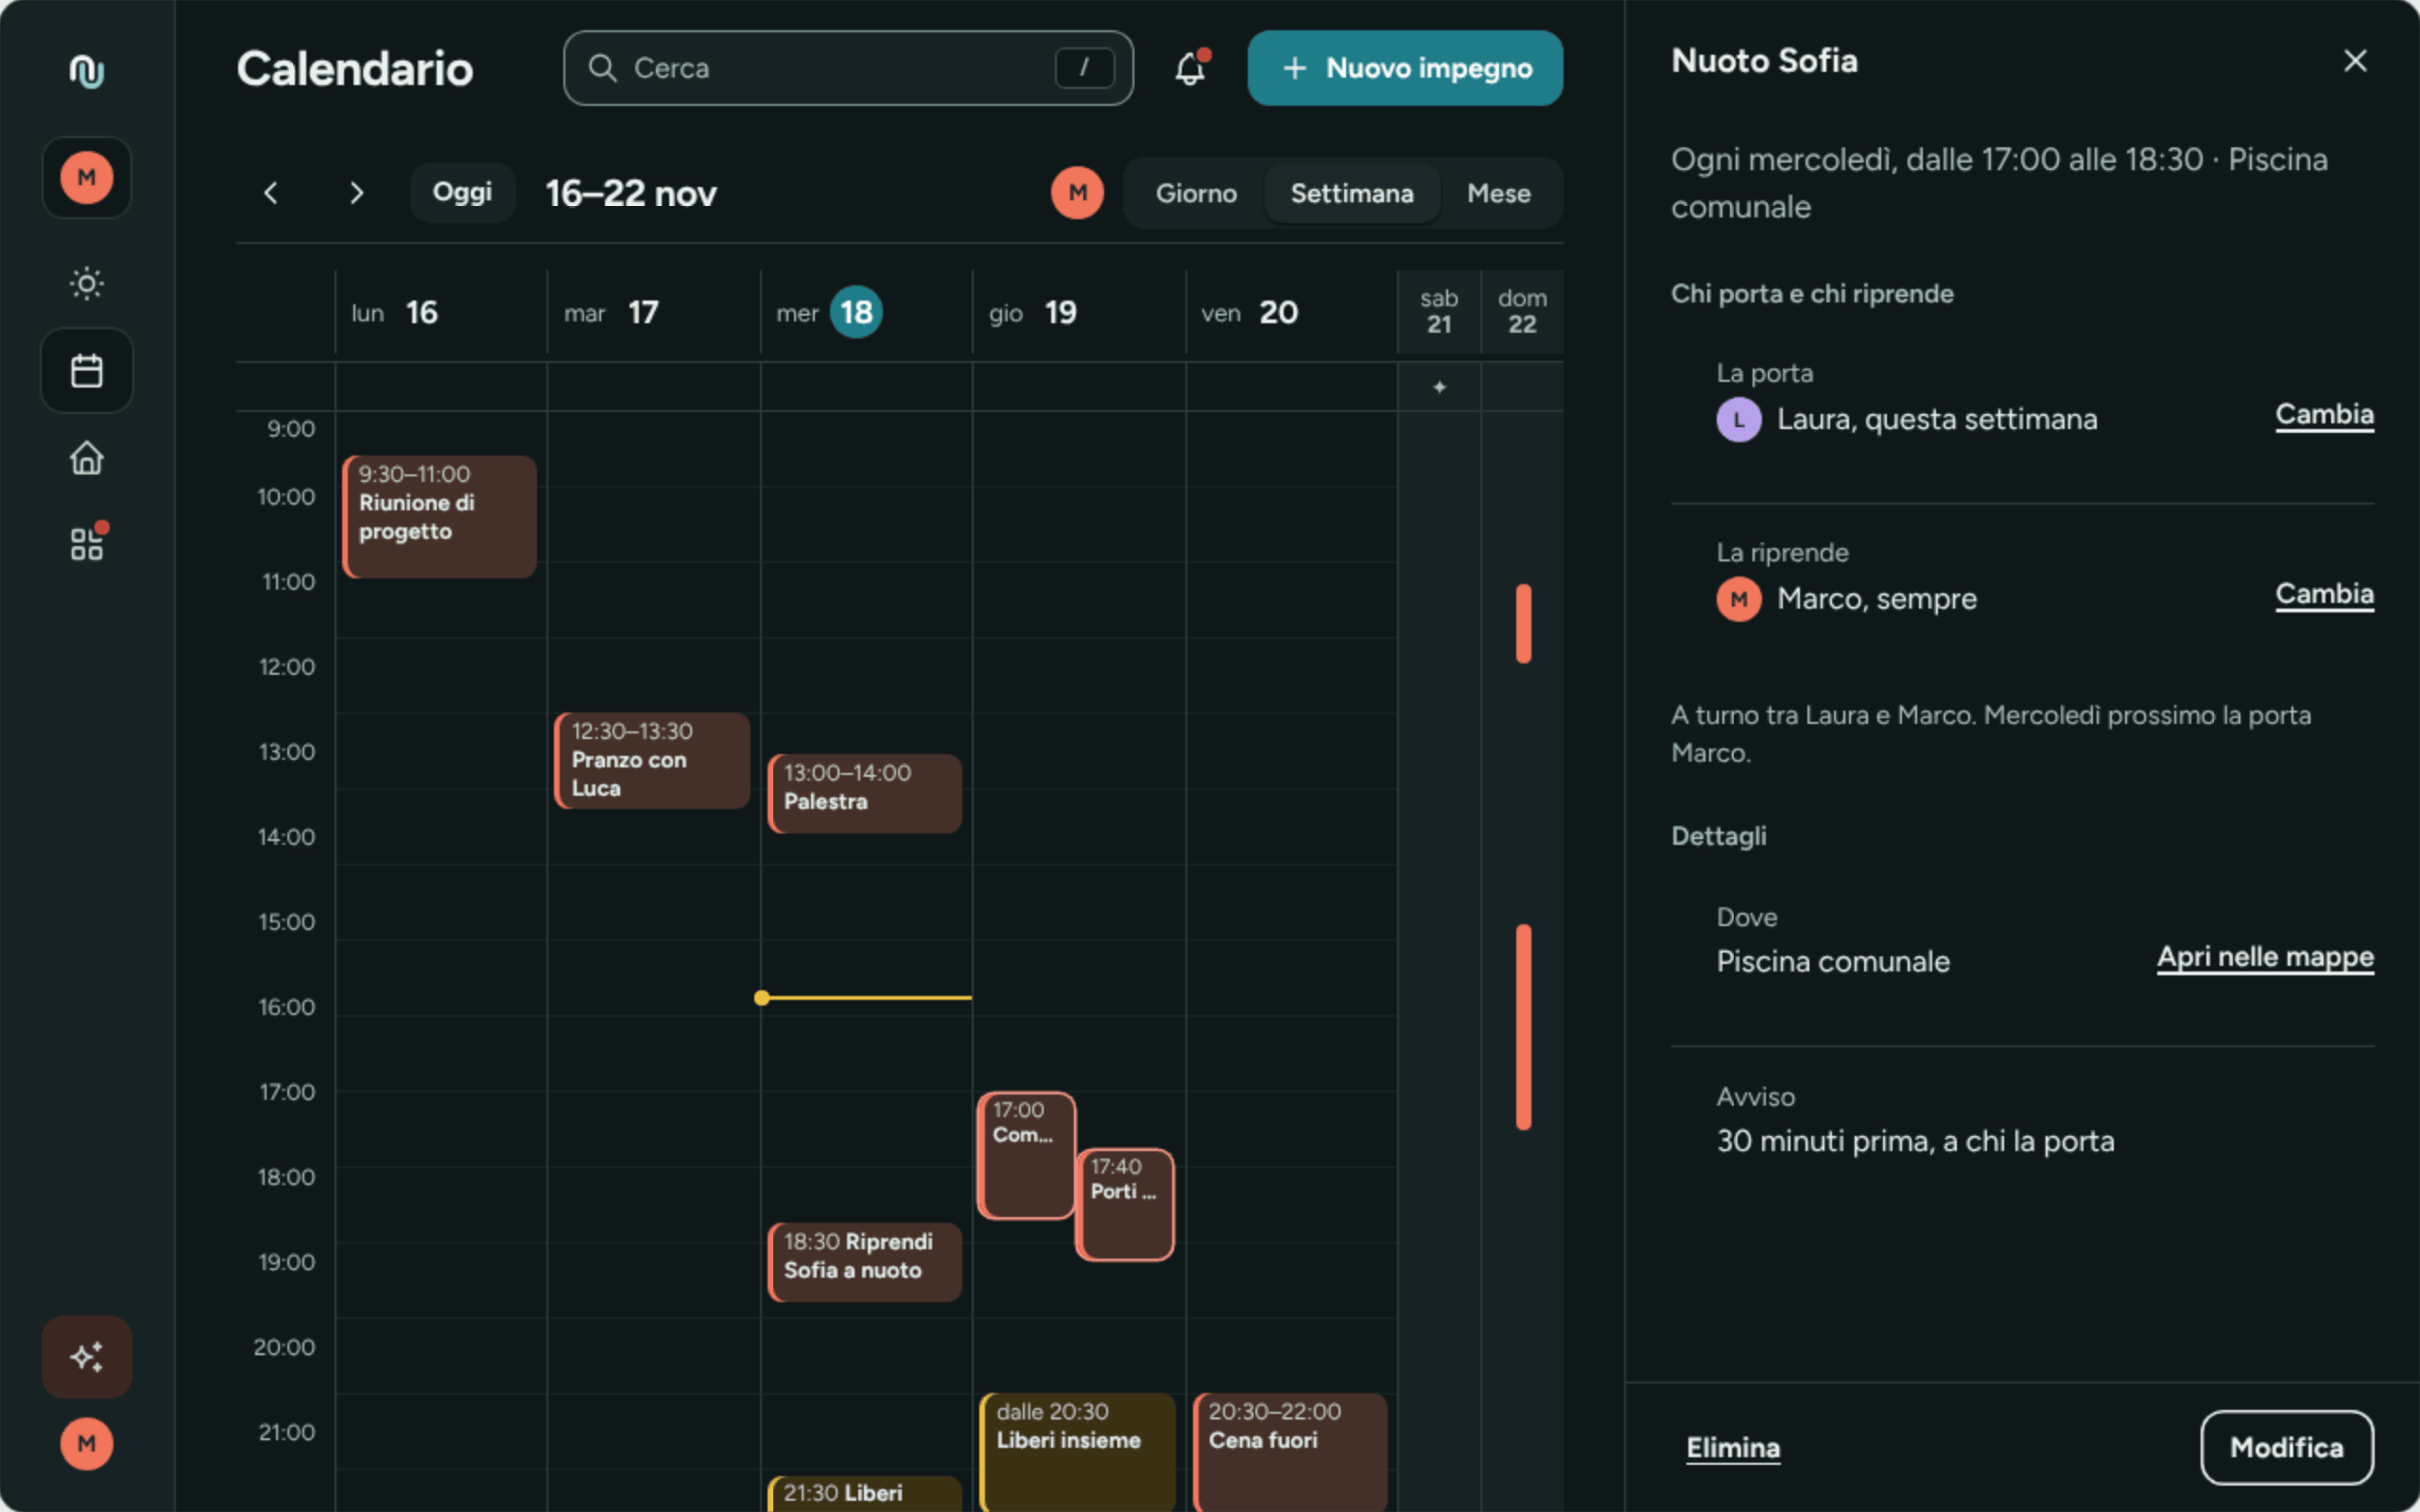 Calendario
Cerca
/
+ Nuovo impegno
M
Oggi
16–22 nov
M
Giorno
Settimana
Mese
lun 16
mar 17
mer 18
gio 19
ven 20
sab
21
dom
22
9:00
10:00
11:00
12:00
13:00
14:00
15:00
16:00
17:00
18:00
19:00
20:00
21:00
9:30–11:00
Riunione di
progetto
12:30–13:30
Pranzo con
Luca
13:00–14:00
Palestra
18:30 Riprendi
Sofia a nuoto
21:30 Liberi
17:00
Com...
17:40
Porti ...
dalle 20:30
Liberi insieme
20:30–22:00
Cena fuori
M
Nuoto Sofia
Ogni mercoledì, dalle 17:00 alle 18:30 · Piscina
comunale
Chi porta e chi riprende
La porta
L Laura, questa settimana
Cambia
La riprende
M Marco, sempre
Cambia
A turno tra Laura e Marco. Mercoledì prossimo la porta
Marco.
Dettagli
Dove
Piscina comunale
Apri nelle mappe
Avviso
30 minuti prima, a chi la porta
Elimina
Modifica